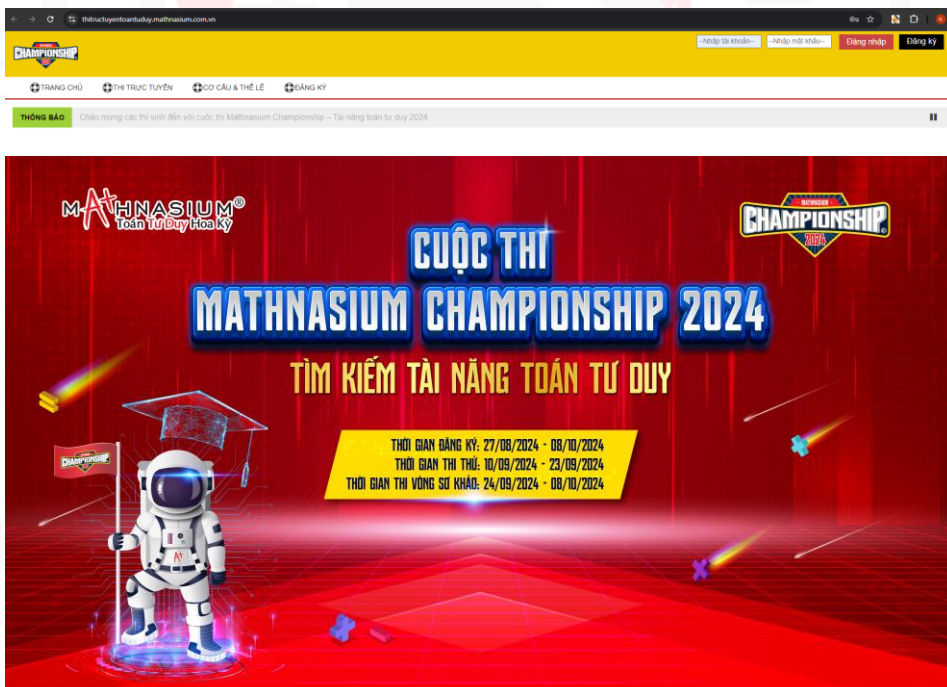 thitructuyentoantuduy.mathnasium.com.vn
CHAMPIONSHIP
--Nhập tài khoản--
--Nhập mật khẩu--
Đăng nhập
Đăng ký
TRANG CHỦ
THI TRỰC TUYẾN
CƠ CẤU & THỂ LỆ
ĐĂNG KÝ
THÔNG BÁO
Chào mừng các thí sinh đến với cuộc thi Mathnasium Championship – Tài năng toán tư duy 2024
MATHNASIUM®
Toán Tư Duy Hoa Kỳ
MATHNASIUM
CHAMPIONSHIP
2024
CUỘC THI
MATHNASIUM CHAMPIONSHIP 2024
TÌM KIẾM TÀI NĂNG TOÁN TƯ DUY
THỜI GIAN ĐĂNG KÝ: 27/08/2024 - 08/10/2024
THỜI GIAN THI THỬ: 10/09/2024 - 23/09/2024
THỜI GIAN THI VÒNG SƠ KHẢO: 24/09/2024 - 08/10/2024
CHAMPIONSHIP
A+